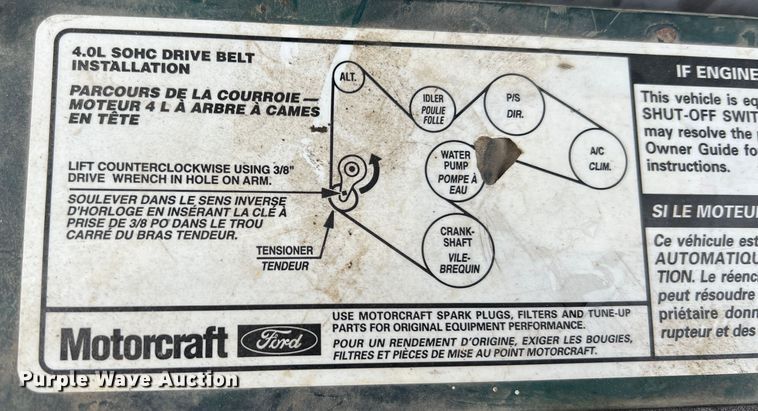 4.0L SOHC DRIVE BELT
INSTALLATION
PARCOURS DE LA COURROIE —
MOTEUR 4 L À ARBRE À CAMES
EN TÊTE
LIFT COUNTERCLOCKWISE USING 3/8"
DRIVE WRENCH IN HOLE ON ARM.
SOULEVER DANS LE SENS INVERSE
D'HORLOGE EN INSÉRANT LA CLÉ À
PRISE DE 3/8 PO DANS LE TROU
CARRÉ DU BRAS TENDEUR.
TENSIONER
TENDEUR
ALT.
IDLER
POULIE
FOLLE
P/S
DIR.
A/C
CLIM.
WATER
PUMP
POMPE À
EAU
CRANK-
SHAFT
VILE-
BREQUIN
IF ENGINE
This vehicle is eq
SHUT-OFF SWIT
may resolve the
Owner Guide fo
instructions.
SI LE MOTEU
Ce véhicule est
AUTOMATIQU
TION. Le réenc
peut résoudre
priétaire donn
rupteur et des
Motorcraft
Ford
USE MOTORCRAFT SPARK PLUGS, FILTERS AND TUNE-UP
PARTS FOR ORIGINAL EQUIPMENT PERFORMANCE.
POUR UN RENDEMENT D'ORIGINE, EXIGER LES BOUGIES,
FILTRES ET PIÈCES DE MISE AU POINT MOTORCRAFT.
Purple Wave Auction